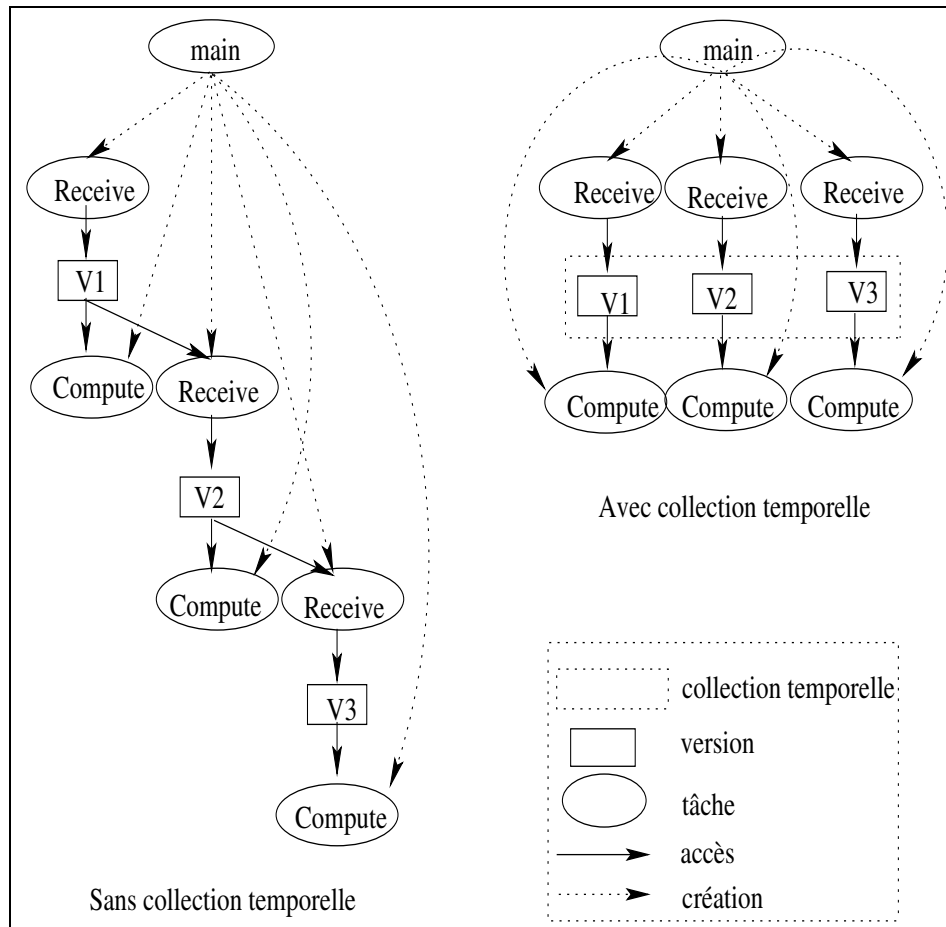 main
Receive
V1
Compute
Receive
V2
Compute
Receive
V3
Compute
Sans collection temporelle
main
Receive
Receive
Receive
V1
V2
V3
Compute
Compute
Compute
Avec collection temporelle
collection temporelle
version
tâche
accès
création